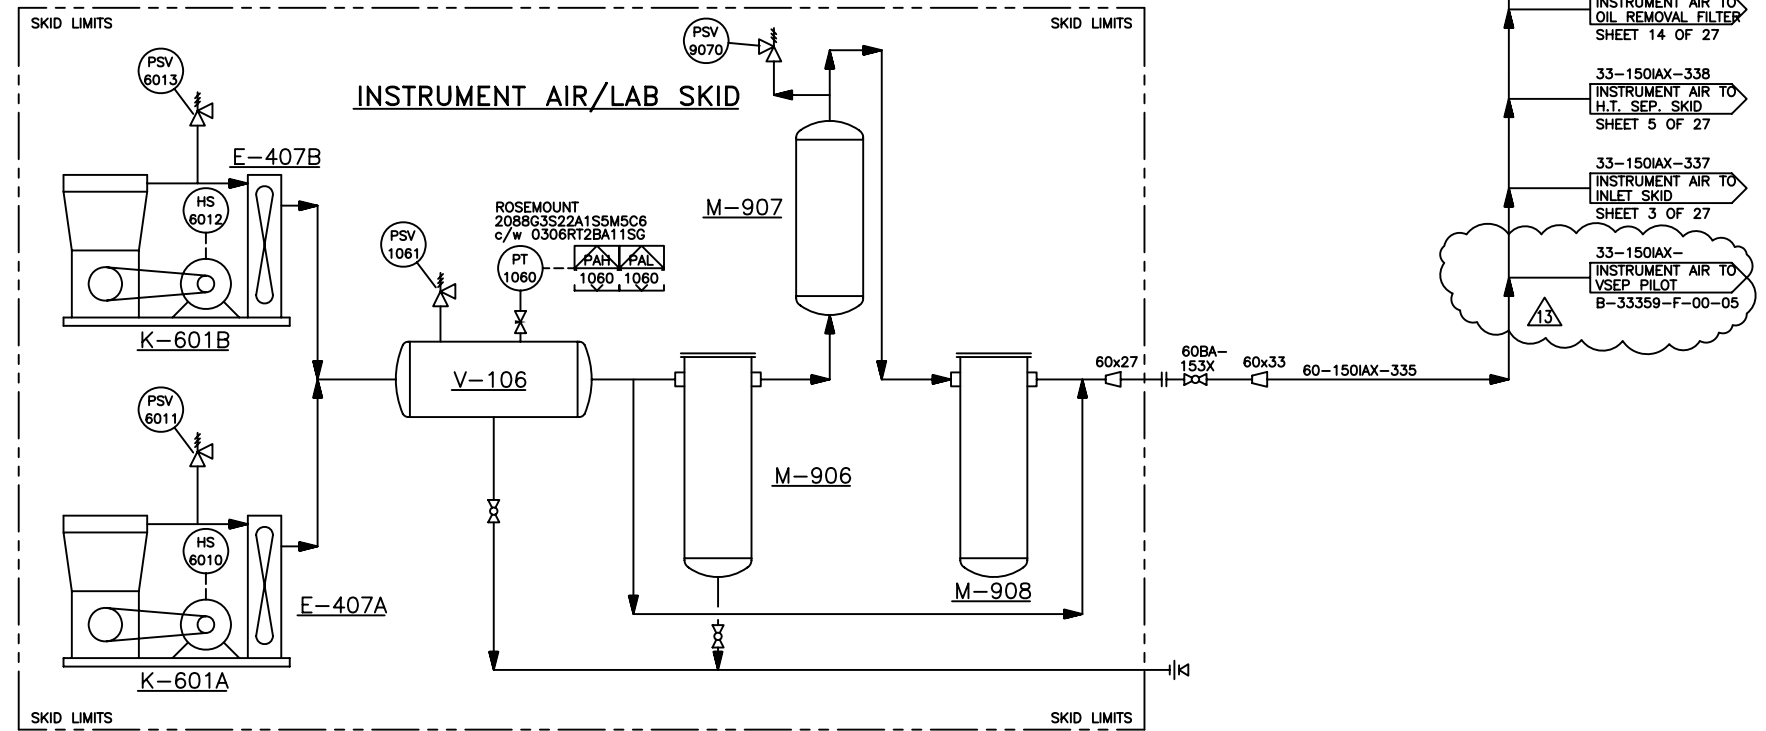 SKID LIMITS
SKID LIMITS
INSTRUMENT AIR/LAB SKID
PSV
6013
E-407B
HS
6012
K-601B
PSV
6011
HS
6010
E-407A
K-601A
PSV
1061
ROSEMOUNT
2088G3S22A1S5M5C6
c/w 0306RT2BA11SG
PT
1060
PAH
1060
PAL
1060
V-106
PSV
9070
M-907
M-906
M-908
60x27
60BA-
153X
60x33
60-150IAX-335
INSTRUMENT AIR TO
OIL REMOVAL FILTER
SHEET 14 OF 27
33-150IAX-338
INSTRUMENT AIR TO
H.T. SEP. SKID
SHEET 5 OF 27
33-150IAX-337
INSTRUMENT AIR TO
INLET SKID
SHEET 3 OF 27
33-150IAX-
INSTRUMENT AIR TO
VSEP PILOT
B-33359-F-00-05
13
SKID LIMITS
SKID LIMITS